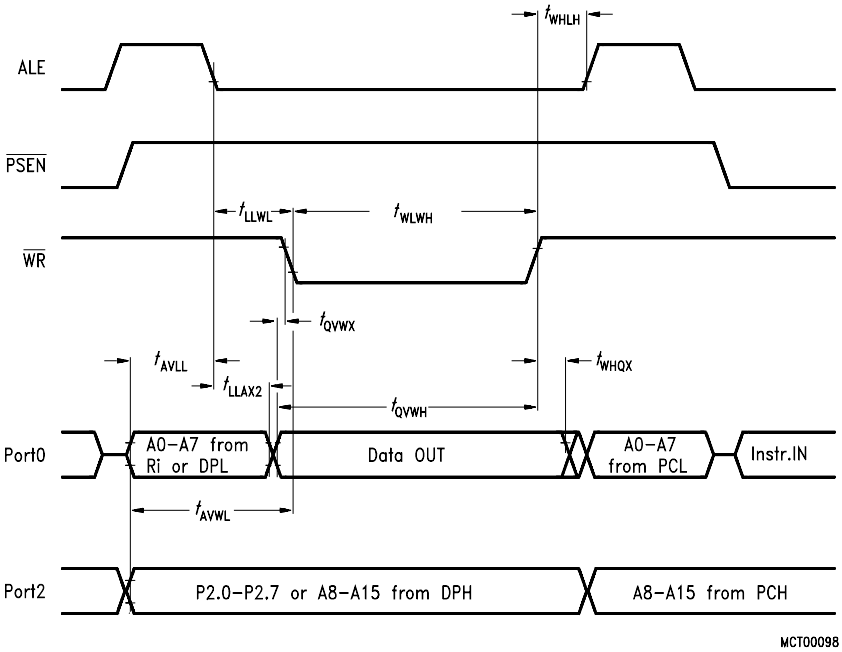 tWHLH
ALE
PSEN
tLLWL
tWLWH
WR
tQVWX
tAVLL
tWHQX
tLLAX2
tQVWH
Port0
A0-A7 from
Ri or DPL
Data OUT
A0-A7
from PCL
Instr.IN
tAVWL
Port2
P2.0-P2.7 or A8-A15 from DPH
A8-A15 from PCH
MCT00098